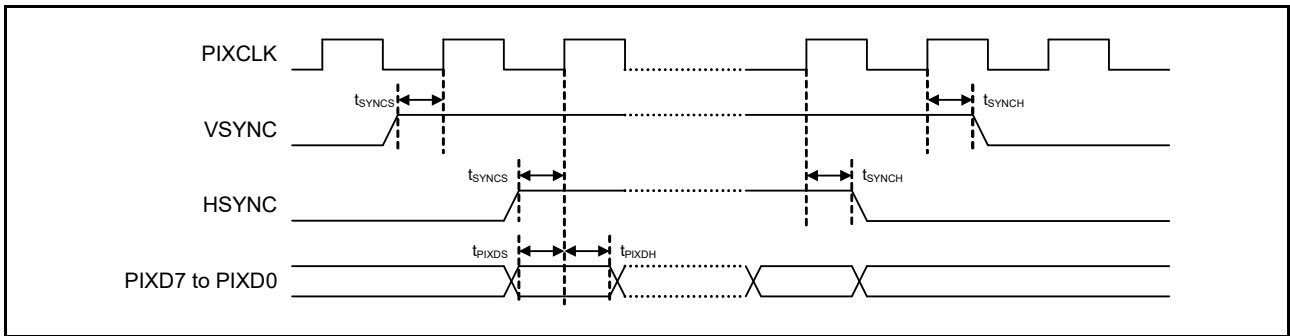 PIXCLK
tSYNCS tSYNCH
VSYNC
tSYNCS tSYNCH
HSYNC
tPIXDS tPIXDH
PIXD7 to PIXD0